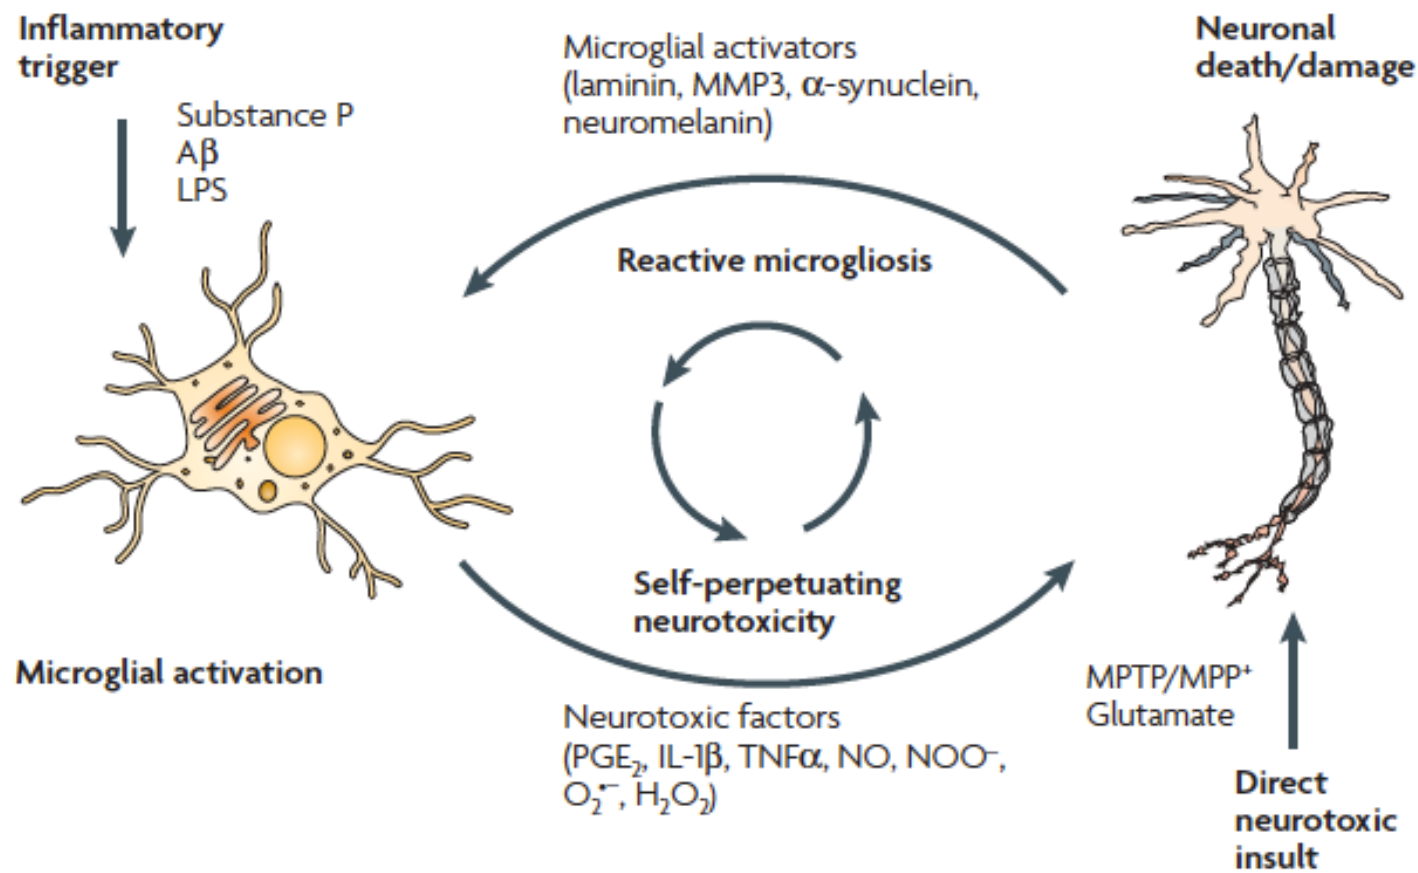 Inflammatory
trigger
Substance P
Aβ
LPS
Microglial activators
(laminin, MMP3, α-synuclein,
neuromelanin)
Neuronal
death/damage
Reactive microgliosis
Self-perpetuating
neurotoxicity
Microglial activation
Neurotoxic factors
(PGE₂, IL-1β, TNFα, NO, NOO⁻,
O₂•⁻, H₂O₂)
MPTP/MPP⁺
Glutamate
Direct
neurotoxic
insult